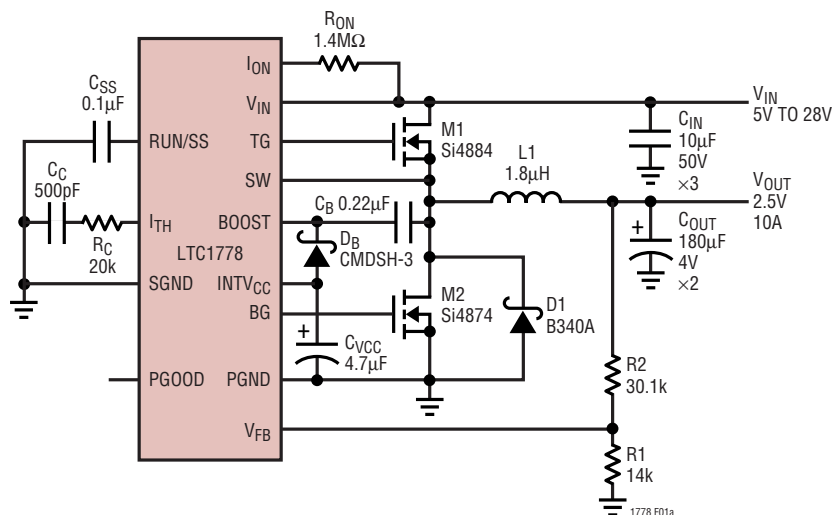 RON
1.4MΩ
ION
CSS
0.1µF
VIN
VIN
5V TO 28V
CIN
10µF
50V
×3
M1
Si4884
RUN/SS
TG
L1
1.8µH
CC
500pF
SW
VOUT
2.5V
10A
CB 0.22µF
ITH
BOOST
COUT
180µF
4V
×2
RC
20k
LTC1778
DB
CMDSH-3
SGND
INTVCC
M2
Si4874
D1
B340A
BG
CVCC
4.7µF
R2
30.1k
PGOOD
PGND
VFB
R1
14k
1778 F01a